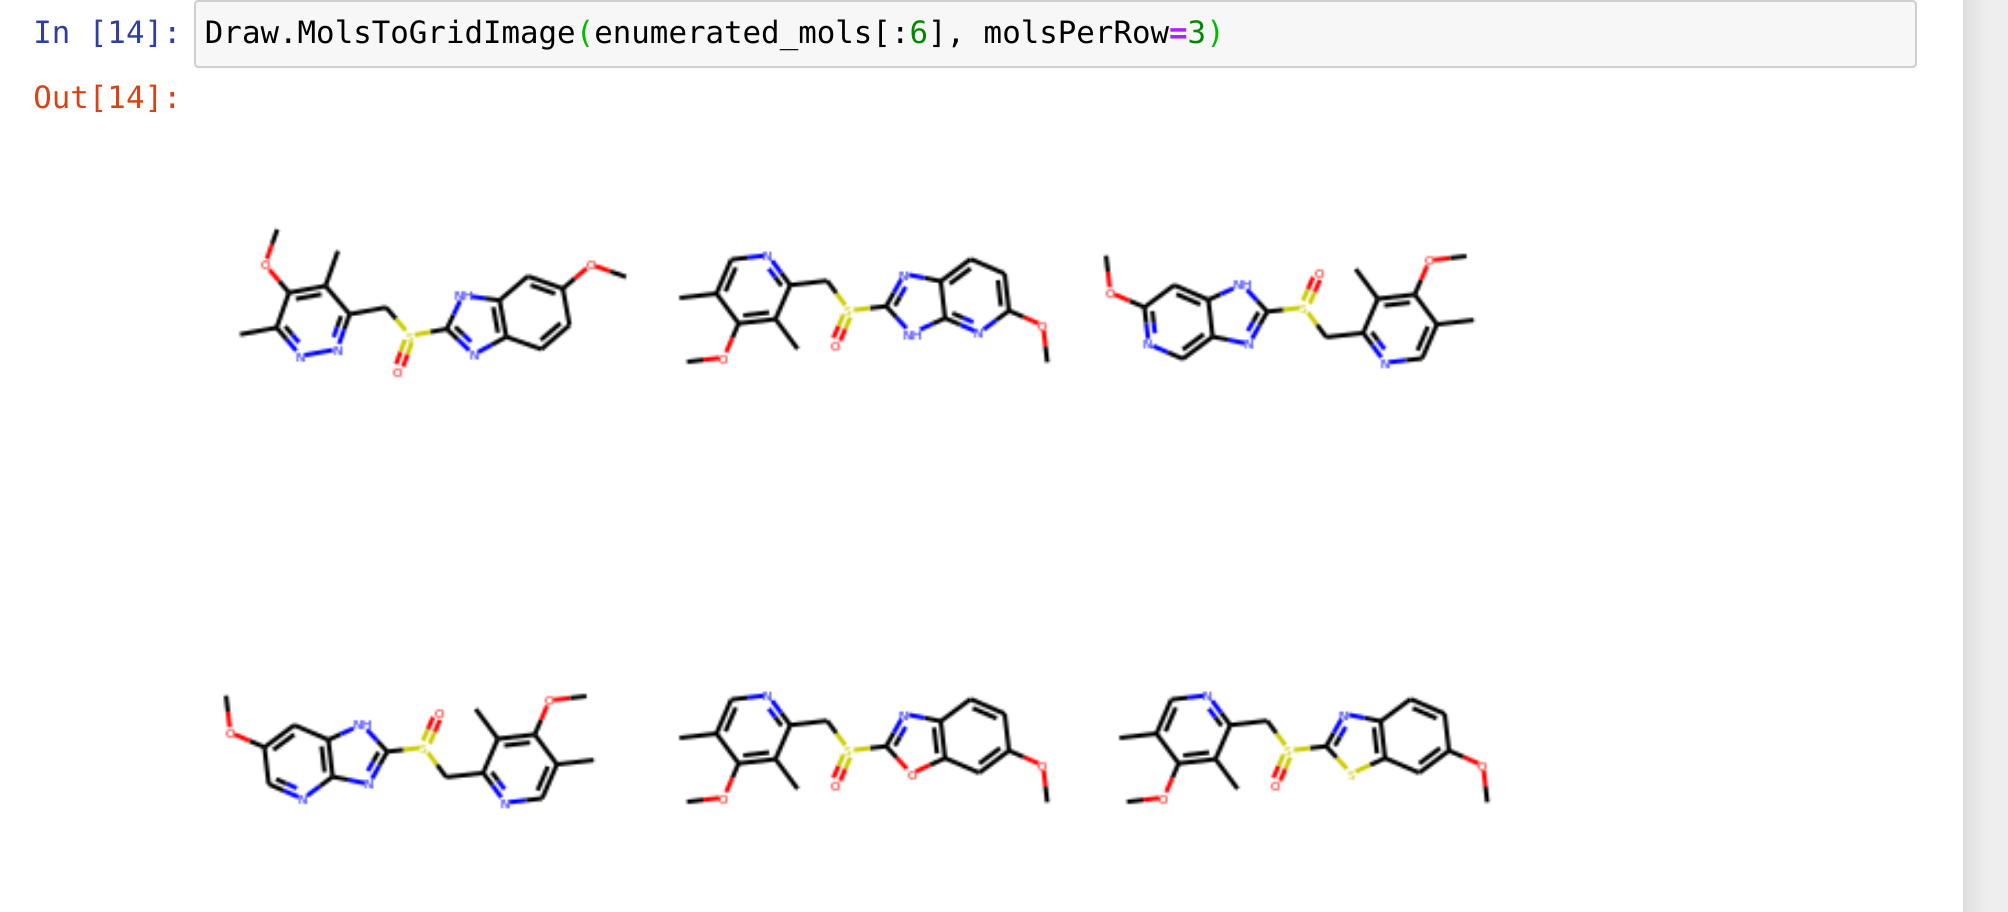 In [14]: Draw.MolsToGridImage(enumerated_mols[:6], molsPerRow=3)
Out[14]:
O O N N S O NH N O
N O S O N NH N O
O N NH N S O N O
O N NH N S O N O
N O S O N O O
N O S O N S O